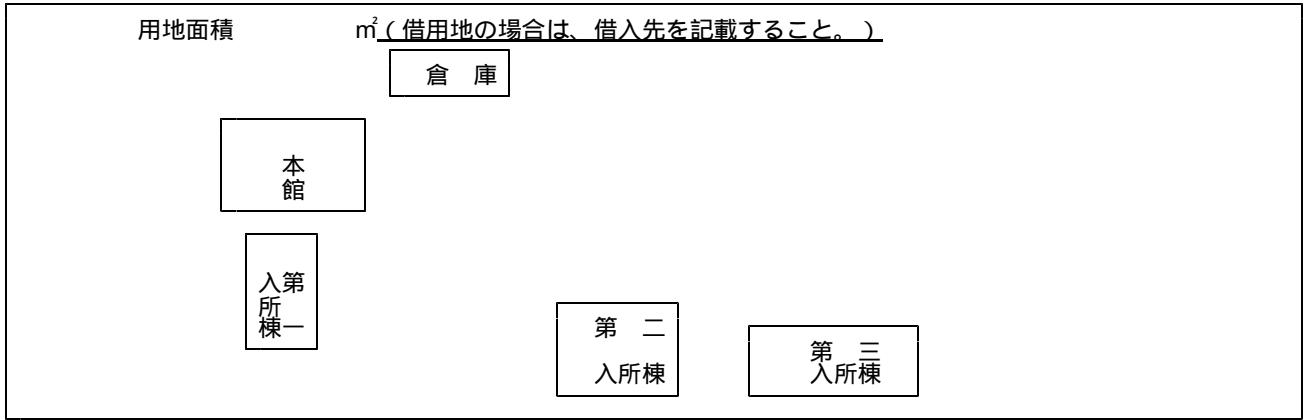 用地面積　　　　　㎡(借用地の場合は、借入先を記載すること。)
倉　庫
本
館
第一
入所棟
第　二
入所棟
第　三
入所棟